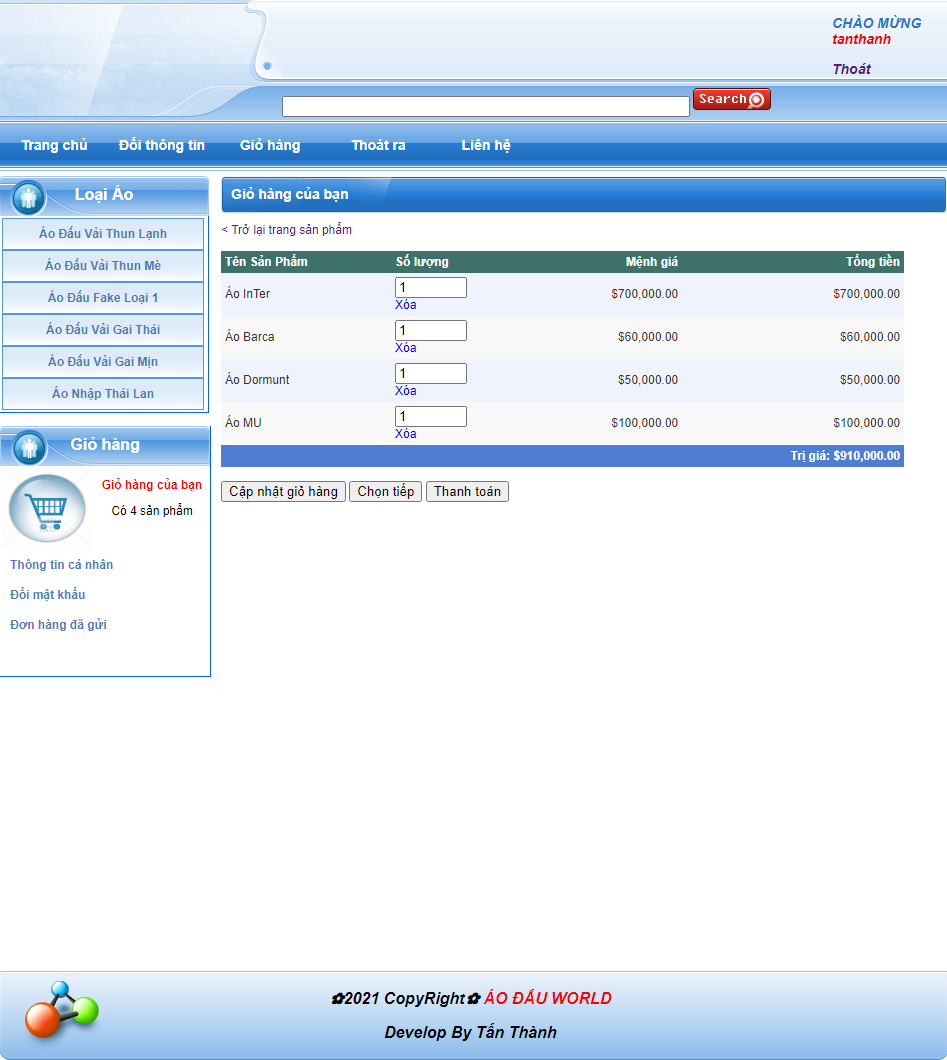 CHÀO MỪNG
tanthanh
Thoát
Search
Trang chủ Đổi thông tin Giỏ hàng Thoát ra Liên hệ
Loại Áo
Áo Đấu Vải Thun Lạnh
Áo Đấu Vải Thun Mè
Áo Đấu Fake Loại 1
Áo Đấu Vải Gai Thái
Áo Đấu Vải Gai Mịn
Áo Nhập Thái Lan
Giỏ hàng
Giỏ hàng của bạn
Có 4 sản phẩm
Thông tin cá nhân
Đổi mật khẩu
Đơn hàng đã gửi
Giỏ hàng của bạn
< Trở lại trang sản phẩm
Tên Sản Phẩm Số lượng Mệnh giá Tổng tiền
Áo InTer 1 $700,000.00 $700,000.00
Xóa
Áo Barca 1 $60,000.00 $60,000.00
Xóa
Áo Dormunt 1 $50,000.00 $50,000.00
Xóa
Áo MU 1 $100,000.00 $100,000.00
Xóa
Trị giá: $910,000.00
Cập nhật giỏ hàng Chọn tiếp Thanh toán
✿2021 CopyRight✿ ÁO ĐẤU WORLD
Develop By Tấn Thành